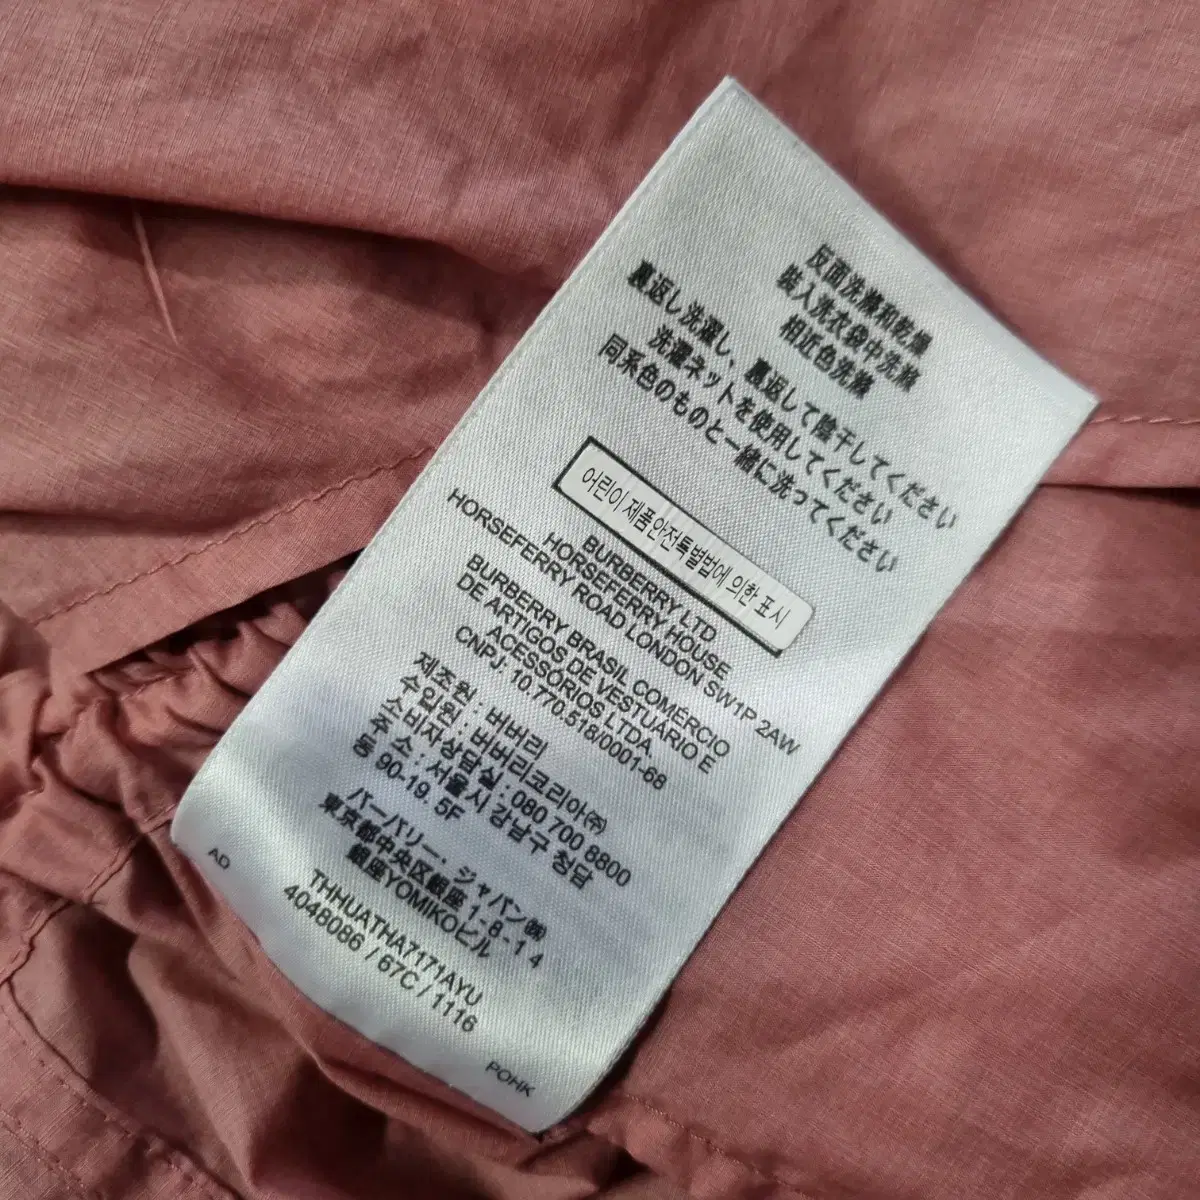 反面洗滌和乾燥
裝入洗衣袋中洗滌
相近色洗滌
裏返し洗濯し、裏返して陰干してください
洗濯ネットを使用してください
同系色のものと一緒に洗ってください
어린이제품안전특별법에 의한 표시
BURBERRY LTD
HORSEFERRY HOUSE
HORSEFERRY ROAD LONDON SW1P 2AW
BURBERRY BRASIL COMERCIO
DE ARTIGOS DE VESTUÁRIO E
ACESSÓRIOS LTDA
CNPJ: 10.770.518/0001-68
제조원 : 버버리
수입원 : 버버리코리아㈜
소비자상담실 : 080 700 8800
주 소 : 서울시 강남구 청담
동 90-19. 5F
バーバリー・ジャパン㈱
東京都中央区銀座 1-8-14
銀座YOMIKOビル
THHUATHA7171AYU
4048086 / 67C / 1116
AD
POHK